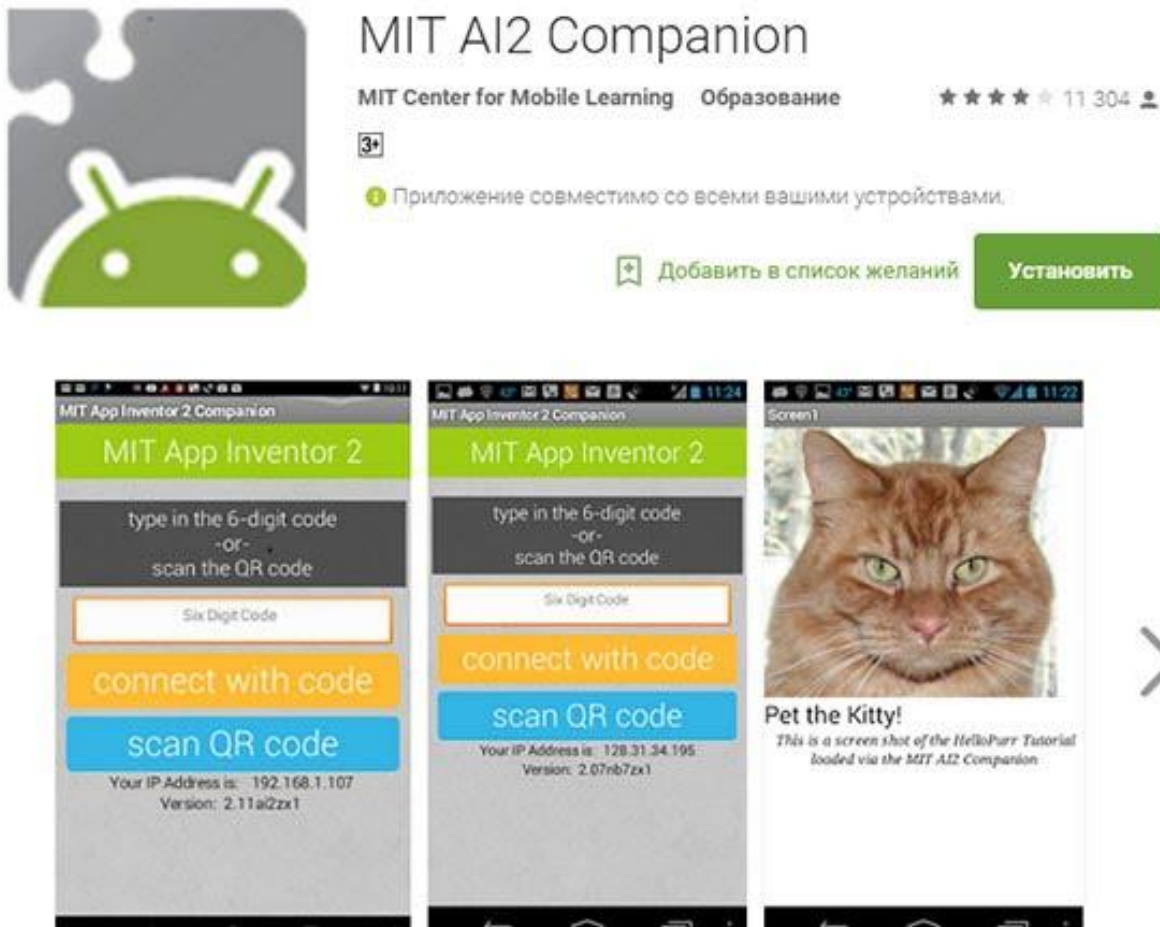 MIT AI2 Companion
MIT Center for Mobile Learning Образование 11 304
3+
Приложение совместимо со всеми вашими устройствами.
Добавить в список желаний
Установить
MIT App Inventor 2 Companion
MIT App Inventor 2
type in the 6-digit code
-or-
scan the QR code
Six Digit Code
connect with code
scan QR code
Your IP Address is: 192.168.1.107
Version: 2.11ai2zx1
11:24
MIT App Inventor 2 Companion
MIT App Inventor 2
type in the 6-digit code
-or-
scan the QR code
Six Digit Code
connect with code
scan QR code
Your IP Address is: 128.31.34.195
Version: 2.07nb7zx1
11:22
Screen1
Pet the Kitty!
This is a screen shot of the HelloPurr Tutorial
loaded via the MIT AI2 Companion